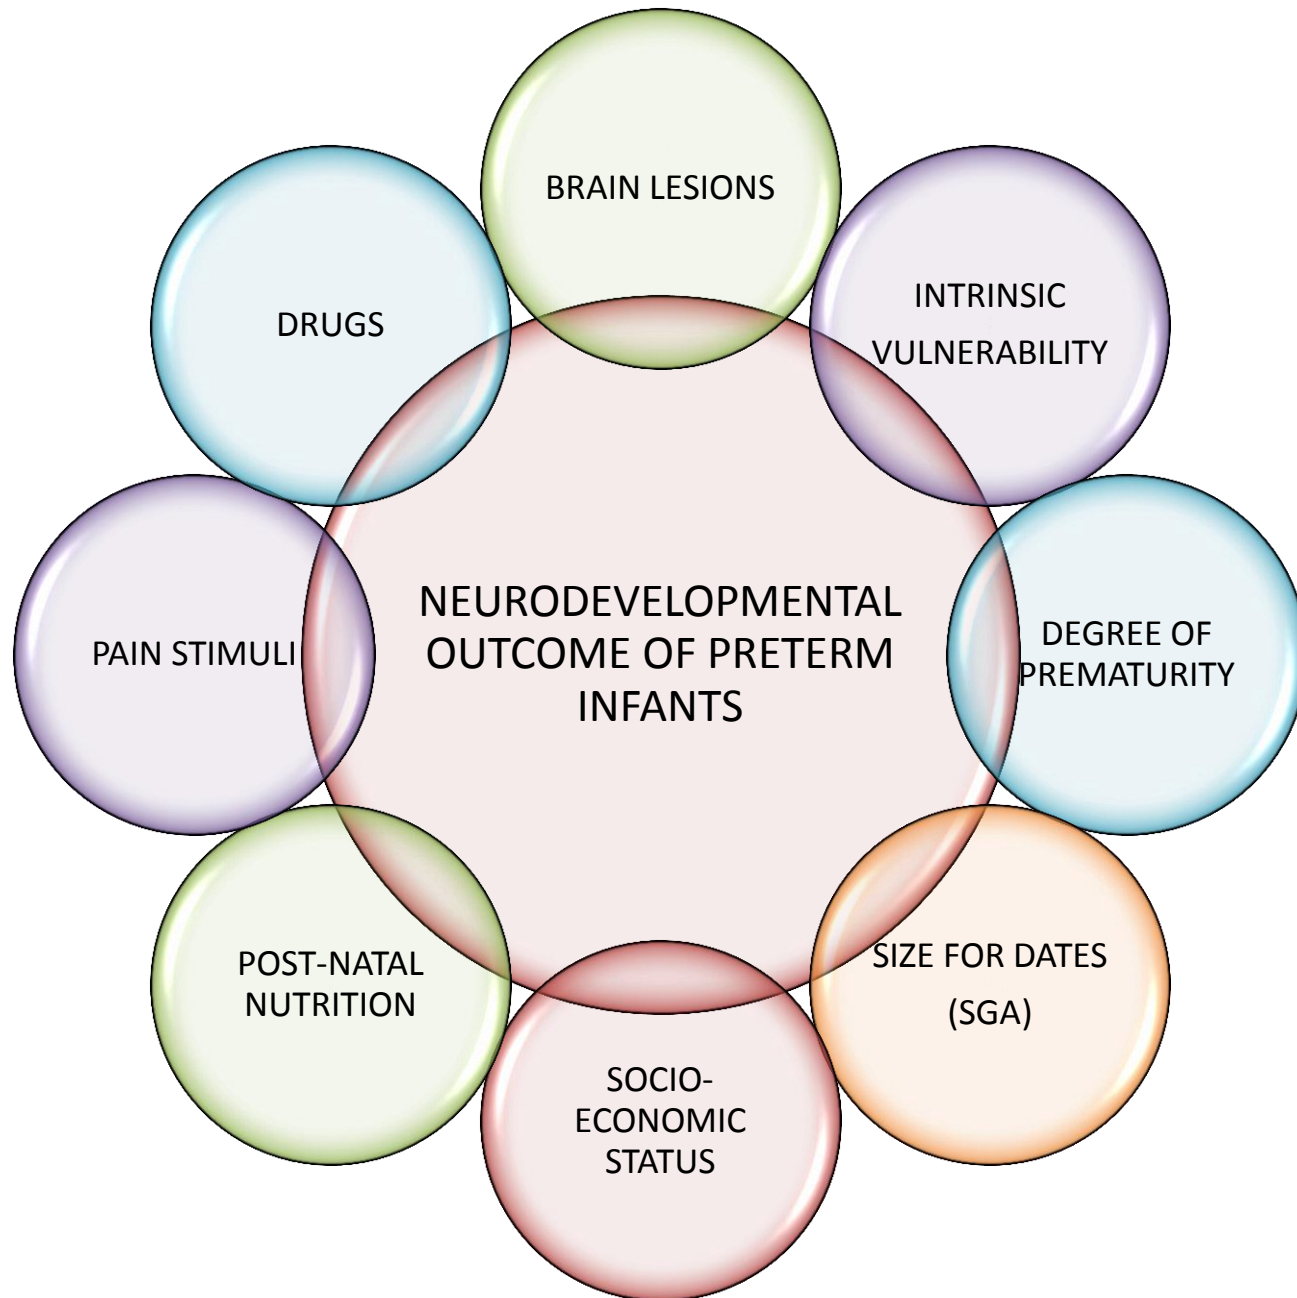 BRAIN LESIONS
INTRINSIC
VULNERABILITY
DEGREE OF
PREMATURITY
SIZE FOR DATES
(SGA)
SOCIO-
ECONOMIC
STATUS
POST-NATAL
NUTRITION
PAIN STIMULI
DRUGS
NEURODEVELOPMENTAL
OUTCOME OF PRETERM
INFANTS